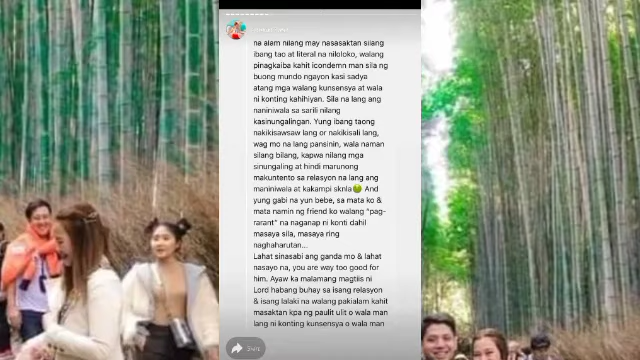 na alam nilang may nasasaktan silang
ibang tao at literal na niloloko, walang
pinagkaiba kahit icondemn man sila ng
buong mundo ngayon kasi sadya
atang mga walang kunsensya at wala
ni konting kahihiyan. Sila na lang ang
naniniwala sa sarili nilang
kasinungalingan. Yung ibang taong
nakikisawsaw lang or nakikisali lang,
wag mo na lang pansinin, wala naman
silang bilang, kapwa nilang mga
sinungaling at hindi marunong
makuntento sa relasyon na lang ang
maniniwala at kakampi sknla🤢 And
yung gabi na yun bebe, sa mata ko &
mata namin ng friend ko walang “pag-
rarant” na naganap ni konti dahil
masaya sila, masaya ring
naghaharutan...
Lahat sinasabi ang ganda mo & lahat
nasayo na, you are way too good for
him. Ayaw ka malamang magtiis ni
Lord habang buhay sa isang relasyon
& isang lalaki na walang pakialam kahit
masaktan kpa ng paulit ulit o wala man
lang ni konting kunsensya o wala man